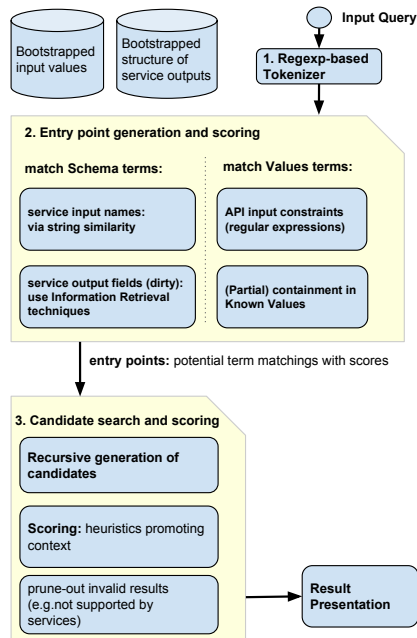 Bootstrapped
input values
Bootstrapped
structure of
service outputs
Input Query
1. Regexp-based
Tokenizer
2. Entry point generation and scoring
match Schema terms:
match Values terms:
service input names:
via string similarity
API input constraints
(regular expressions)
service output fields (dirty):
use Information Retrieval
techniques
(Partial) containment in
Known Values
entry points: potential term matchings with scores
3. Candidate search and scoring
Recursive generation of
candidates
Scoring: heuristics promoting
context
prune-out invalid results
(e.g.not supported by
services)
Result
Presentation